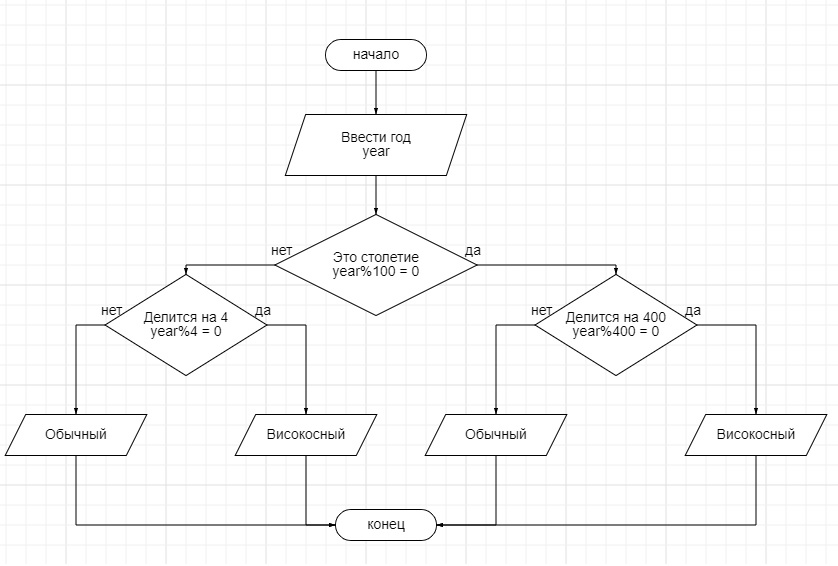 начало
Ввести год
year
нет
Это столетие
year%100 = 0
да
нет
Делится на 4
year%4 = 0
да
нет
Делится на 400
year%400 = 0
да
Обычный
Високосный
Обычный
Високосный
конец